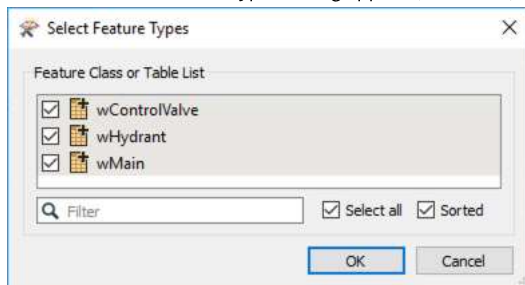 Select Feature Types
Feature Class or Table List
wControlValve
wHydrant
wMain
Filter
Select all
Sorted
OK
Cancel